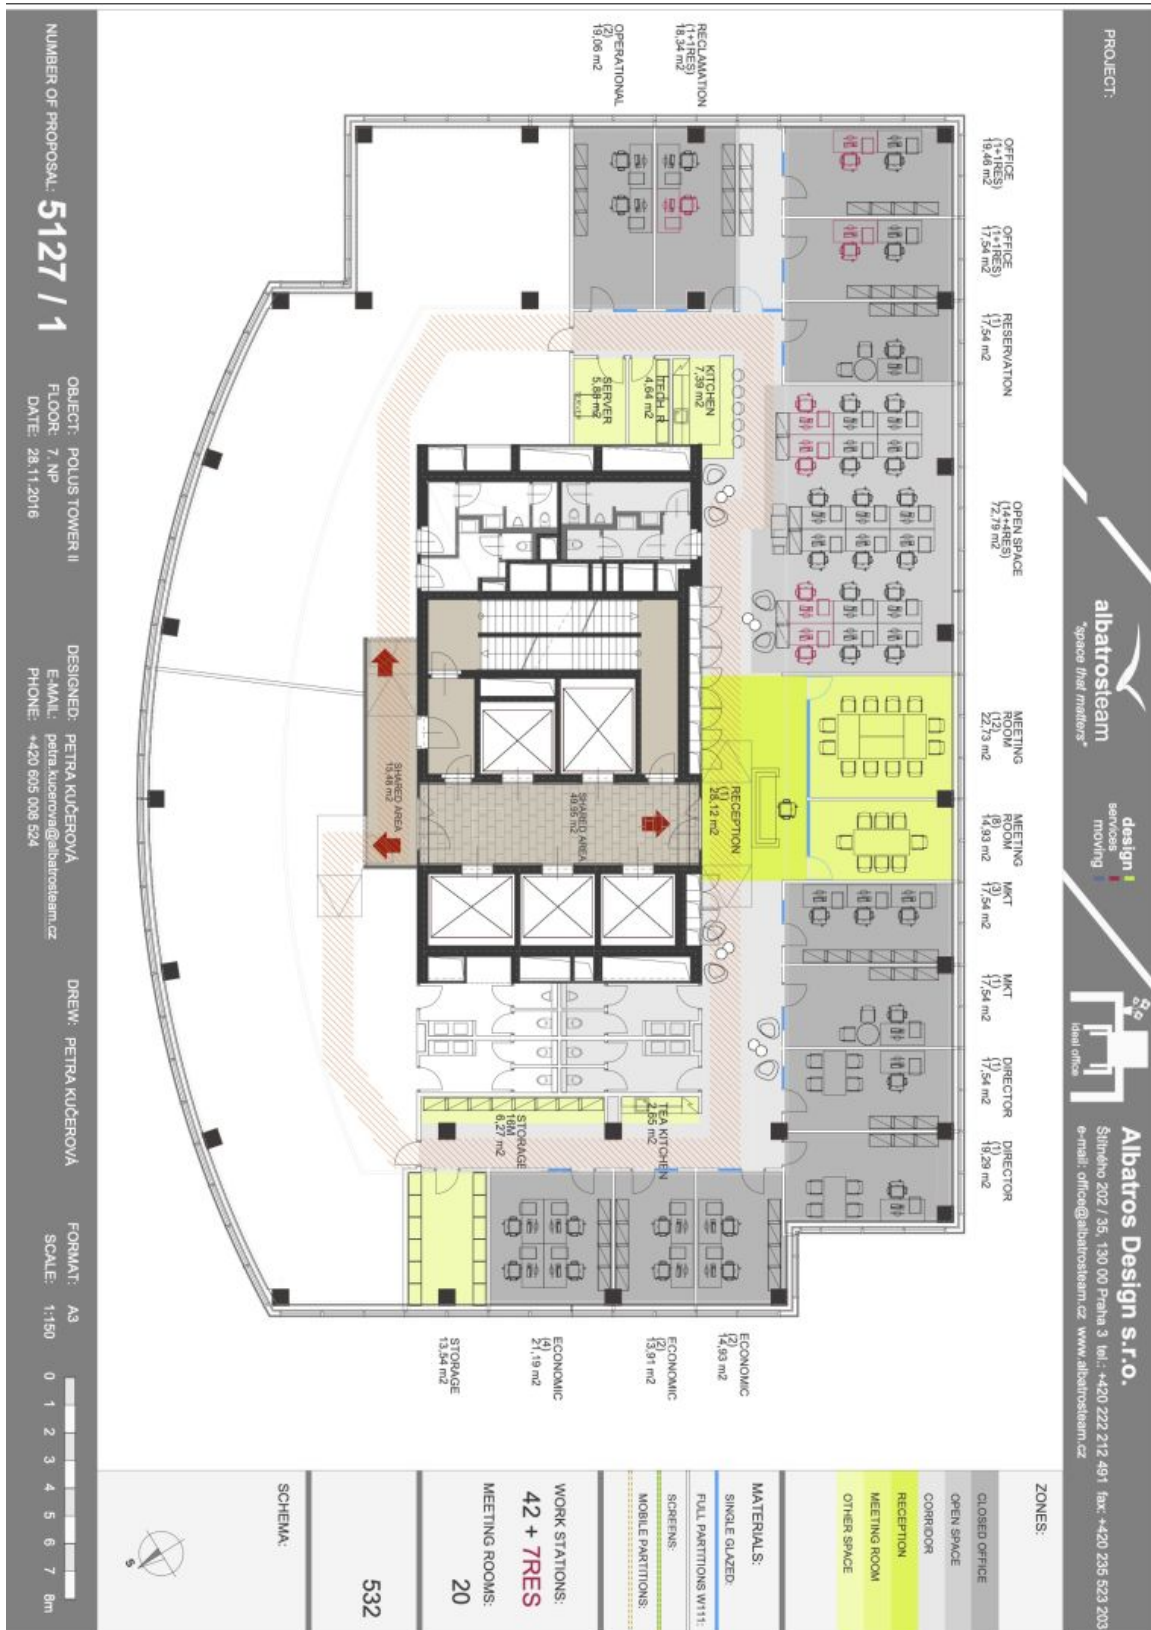 PROJECT:
albatrosteam
"space that matters"
design
services
moving
ideal office
Albatros Design s.r.o.
Štítného 202 / 35, 130 00 Praha 3 tel.: +420 222 212 491 fax: +420 235 523 203
e-mail: office@albatrosteam.cz www.albatrosteam.cz
OFFICE
(1+1RES)
19,46 m2
OFFICE
(1+1RES)
17,54 m2
RESERVATION
(1)
17,54 m2
OPEN SPACE
(14+4RES)
72,79 m2
MEETING
ROOM
(12)
22,73 m2
MEETING
ROOM
(8)
14,93 m2
MKT
(3)
17,54 m2
MKT
(1)
17,54 m2
DIRECTOR
(1)
17,54 m2
DIRECTOR
(1)
19,29 m2
RECLAMATION
(1+1RES)
18,34 m2
OPERATIONAL
(2)
19,06 m2
KITCHEN
7,39 m2
TECH. R
4,64 m2
SERVER
5,88 m2
RECEPTION
(1)
28,12 m2
SHARED AREA
49,95 m2
SHARED AREA
15,48 m2
TEA KITCHEN
2,65 m2
STORAGE
16M
6,27 m2
ECONOMIC
(2)
14,93 m2
ECONOMIC
(2)
13,91 m2
ECONOMIC
(4)
21,19 m2
STORAGE
13,54 m2
ZONES:
CLOSED OFFICE
OPEN SPACE
CORRIDOR
RECEPTION
MEETING ROOM
OTHER SPACE
MATERIALS:
SINGLE GLAZED:
FULL PARTITIONS W111:
SCREENS:
MOBILE PARTITIONS:
WORK STATIONS:
42 + 7RES
MEETING ROOMS:
20
532
SCHEMA:
S
NUMBER OF PROPOSAL: 5127 / 1
OBJECT: POLUS TOWER II
FLOOR: 7. NP
DATE: 28.11.2016
DESIGNED: PETRA KUČEROVÁ
E-MAIL: petra.kucerova@albatrosteam.cz
PHONE: +420 605 008 524
DREW: PETRA KUČEROVÁ
FORMAT: A3
SCALE: 1:150
0 1 2 3 4 5 6 7 8m